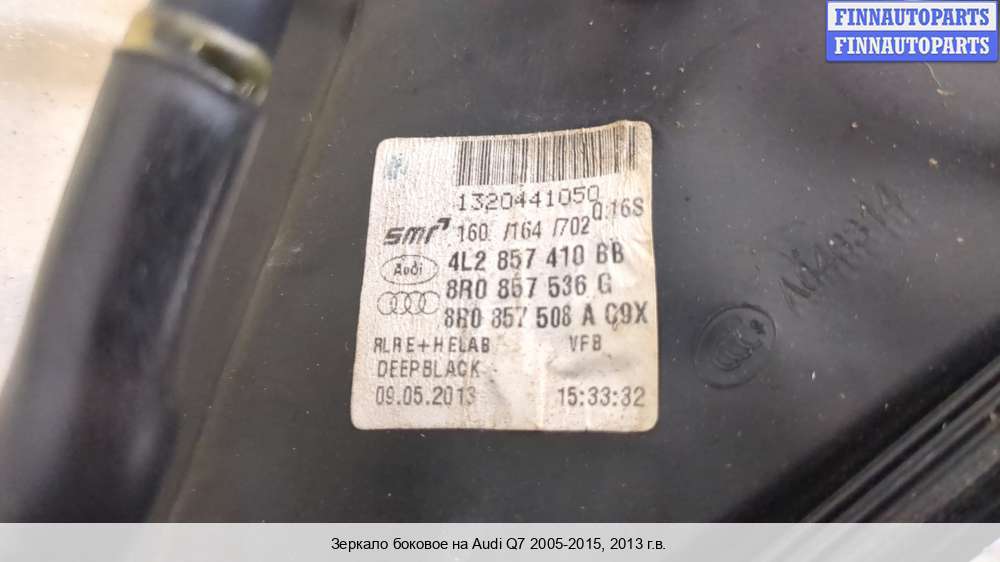 FINNAUTOPARTS
FINNAUTOPARTS
1320441050
0.16S
smr 160 /164 /702
Audi 4L2 857 410 BB
8R0 857 536 G
8R0 857 508 A C9X
RLRE+HELAB VFB
DEEPBLACK
09.05.2013 15:33:32
CCC
Зеркало боковое на Audi Q7 2005-2015, 2013 г.в.